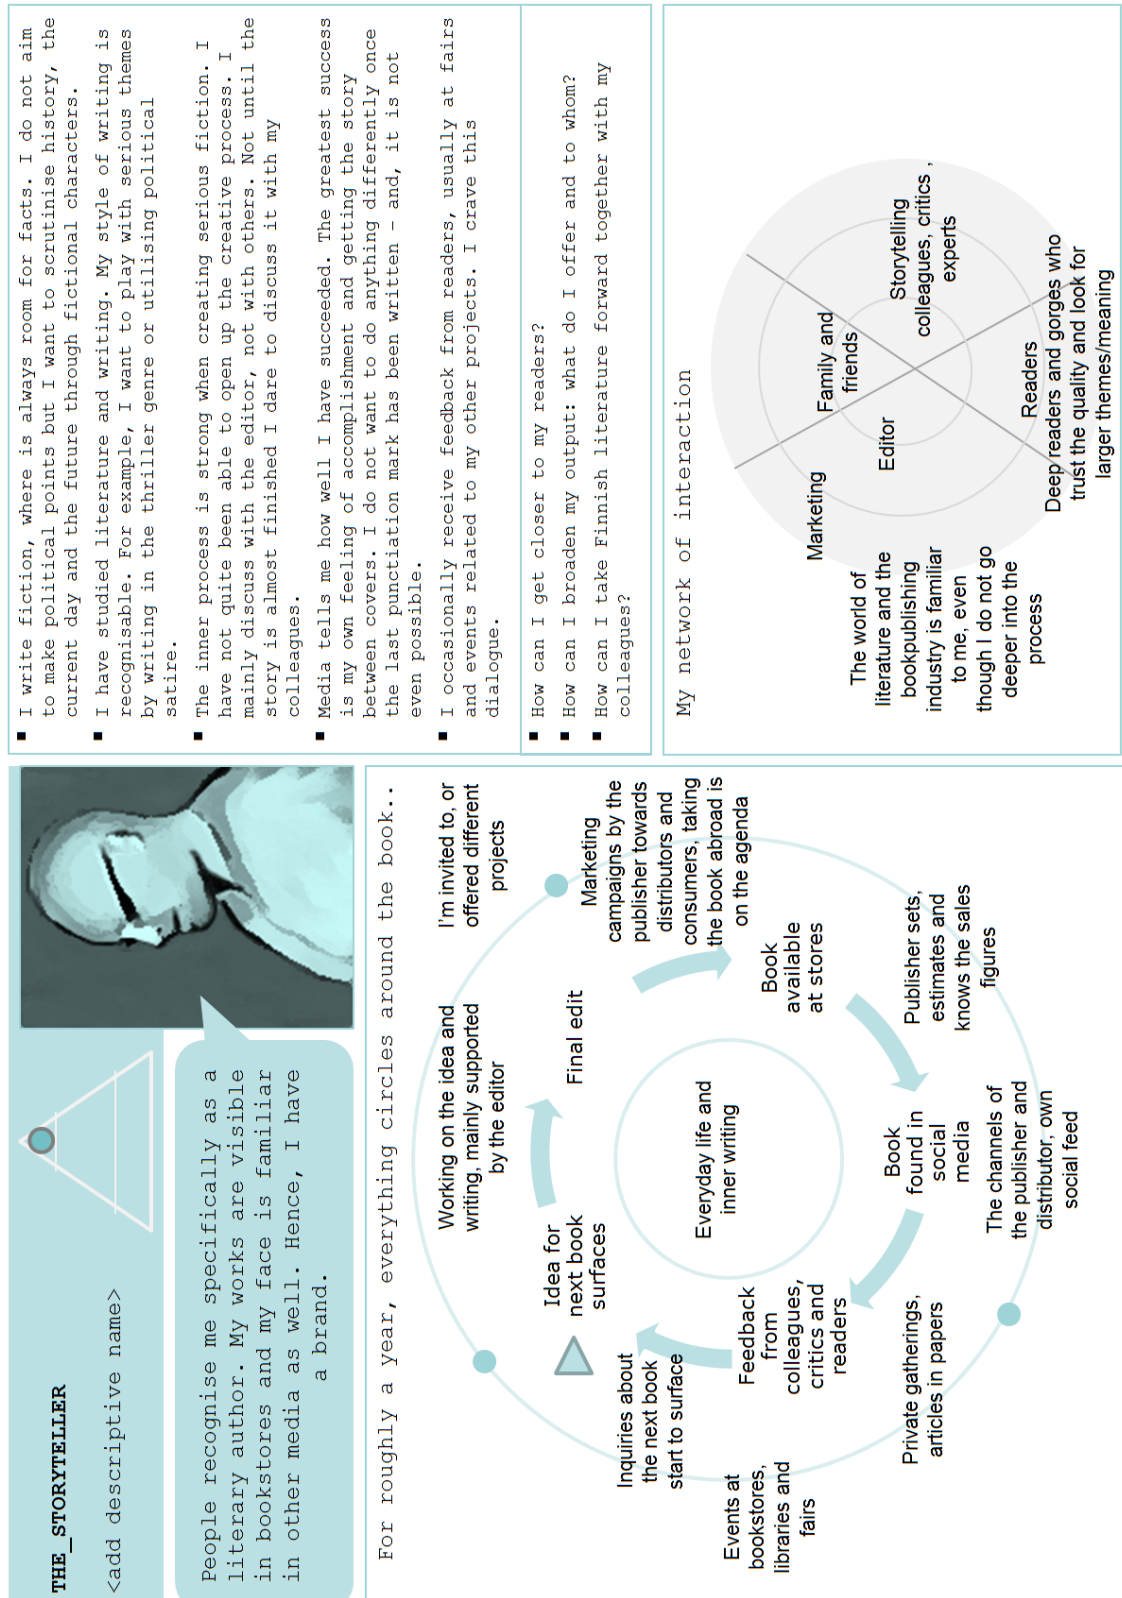 THE_STORYTELLER
<add descriptive name>
People recognise me specifically as a
literary author. My works are visible
in bookstores and my face is familiar
in other media as well. Hence, I have
a brand.
I write fiction, where is always room for facts. I do not aim
to make political points but I want to scrutinise history, the
current day and the future through fictional characters.
I have studied literature and writing. My style of writing is
recognisable. For example, I want to play with serious themes
by writing in the thriller genre or utilising political
satire.
The inner process is strong when creating serious fiction. I
have not quite been able to open up the creative process. I
mainly discuss with the editor, not with others. Not until the
story is almost finished I dare to discuss it with my
colleagues.
Media tells me how well I have succeeded. The greatest success
is my own feeling of accomplishment and getting the story
between covers. I do not want to do anything differently once
the last punctiation mark has been written – and, it is not
even possible.
I occasionally receive feedback from readers, usually at fairs
and events related to my other projects. I crave this
dialogue.
How can I get closer to my readers?
How can I broaden my output: what do I offer and to whom?
How can I take Finnish literature forward together with my
colleagues?
For roughly a year, everything circles around the book..
Working on the idea and
writing, mainly supported
by the editor
I'm invited to, or
offered different
projects
Idea for
next book
surfaces
Final edit
Marketing
campaigns by the
publisher towards
distributors and
consumers, taking
the book abroad is
on the agenda
Inquiries about
the next book
start to surface
Everyday life and
inner writing
Book
available
at stores
Events at
bookstores,
libraries and
fairs
Feedback
from
colleagues,
critics and
readers
Book
found in
social
media
Publisher sets,
estimates and
knows the sales
figures
Private gatherings,
articles in papers
The channels of
the publisher and
distributor, own
social feed
My network of interaction
Marketing
The world of
literature and the
bookpublishing
industry is familiar
to me, even
though I do not go
deeper into the
process
Family and
friends
Editor
Storytelling
colleagues, critics ,
experts
Readers
Deep readers and gorges who
trust the quality and look for
larger themes/meaning